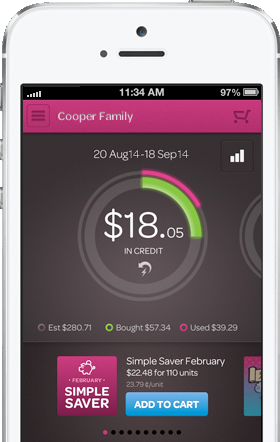 11:34 AM 97%
Cooper Family
20 Aug14-18 Sep14
$18.05
IN CREDIT
Est $280.71 Bought $57.34 Used $39.29
FEBRUARY
SIMPLE
SAVER
Simple Saver February
$22.48 for 110 units
23.79 ¢/unit
ADD TO CART